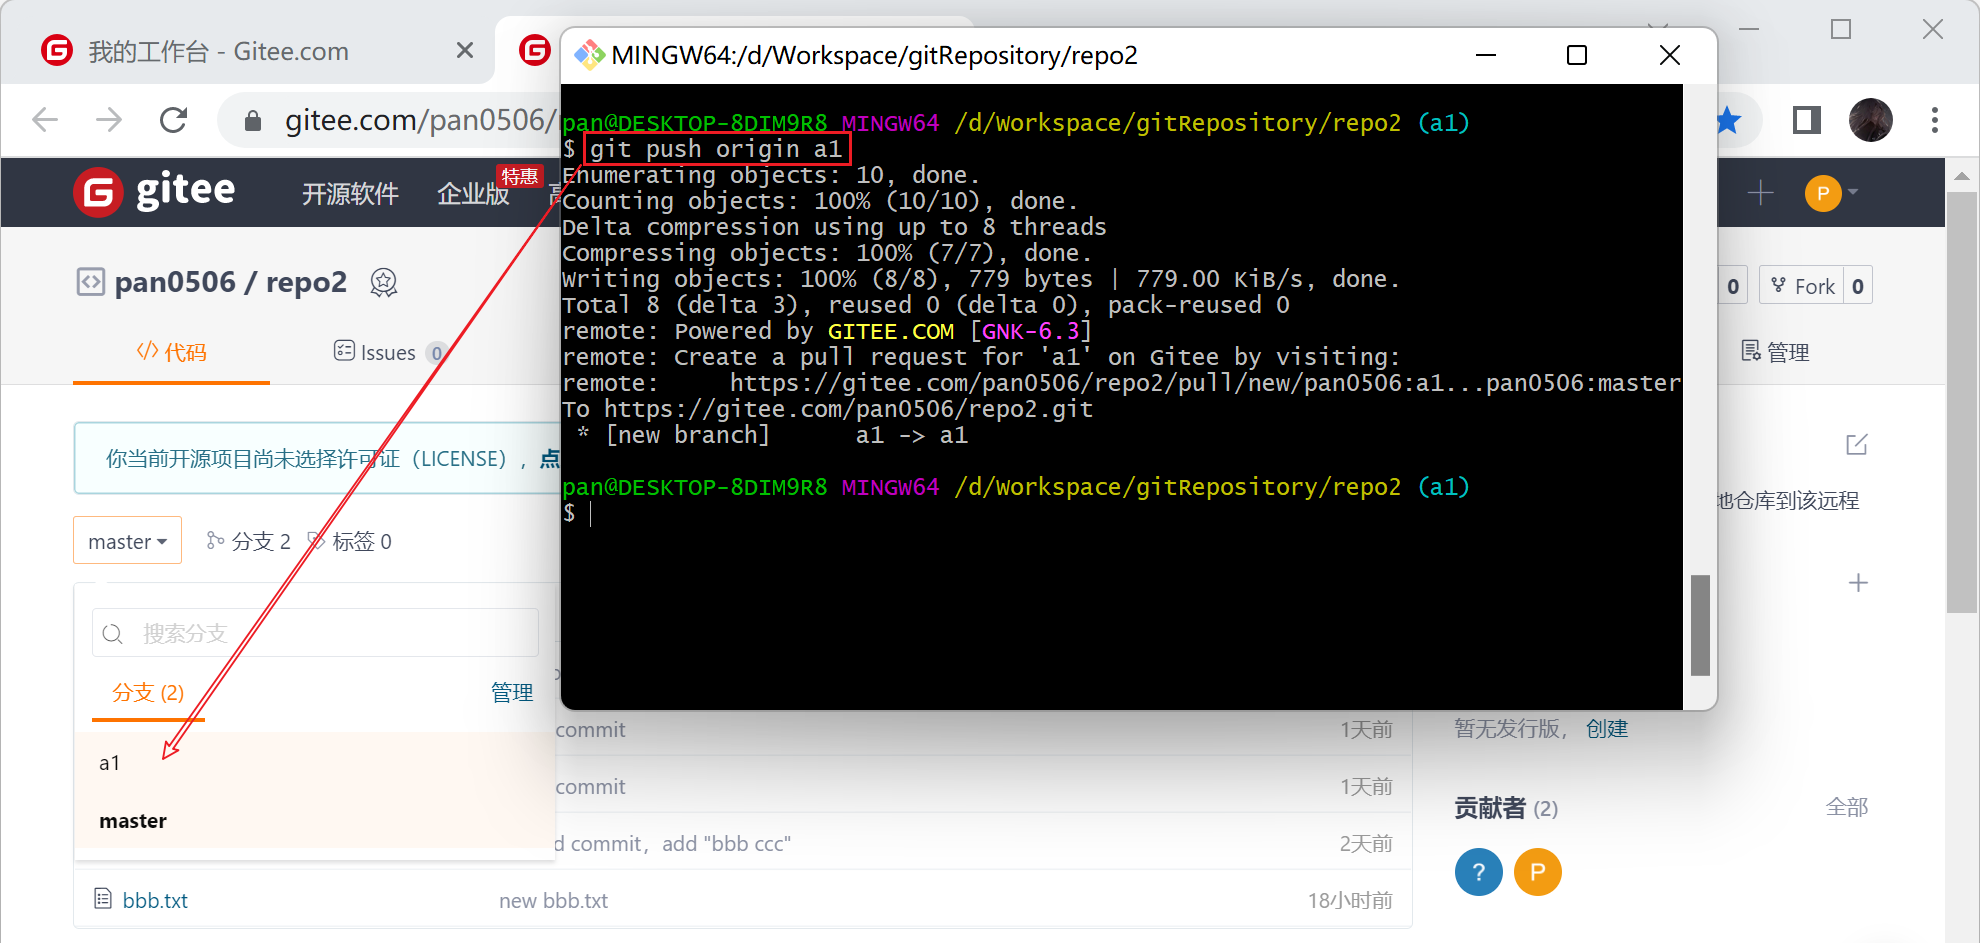 我的工作台 - Gitee.com
MINGW64:/d/Workspace/gitRepository/repo2
gitee.com/pan0506/
pan@DESKTOP-8DIM9R8 MINGW64 /d/Workspace/gitRepository/repo2 (a1)
$ git push origin a1
Enumerating objects: 10, done.
Counting objects: 100% (10/10), done.
Delta compression using up to 8 threads
Compressing objects: 100% (7/7), done.
Writing objects: 100% (8/8), 779 bytes | 779.00 KiB/s, done.
Total 8 (delta 3), reused 0 (delta 0), pack-reused 0
remote: Powered by GITEE.COM [GNK-6.3]
remote: Create a pull request for 'a1' on Gitee by visiting:
remote:     https://gitee.com/pan0506/repo2/pull/new/pan0506:a1...pan0506:master
To https://gitee.com/pan0506/repo2.git
 * [new branch]      a1 -> a1
pan@DESKTOP-8DIM9R8 MINGW64 /d/Workspace/gitRepository/repo2 (a1)
$
gitee 开源软件 企业版 特惠 P
pan0506 / repo2
0 Fork 0
代码 Issues 0 管理
你当前开源项目尚未选择许可证（LICENSE），点
地仓库到该远程
master 分支 2 标签 0
搜索分支
分支 (2) 管理
a1
master
commit 1天前
commit 1天前
d commit，add "bbb ccc" 2天前
bbb.txt new bbb.txt 18小时前
暂无发行版，创建
贡献者 (2) 全部
? P